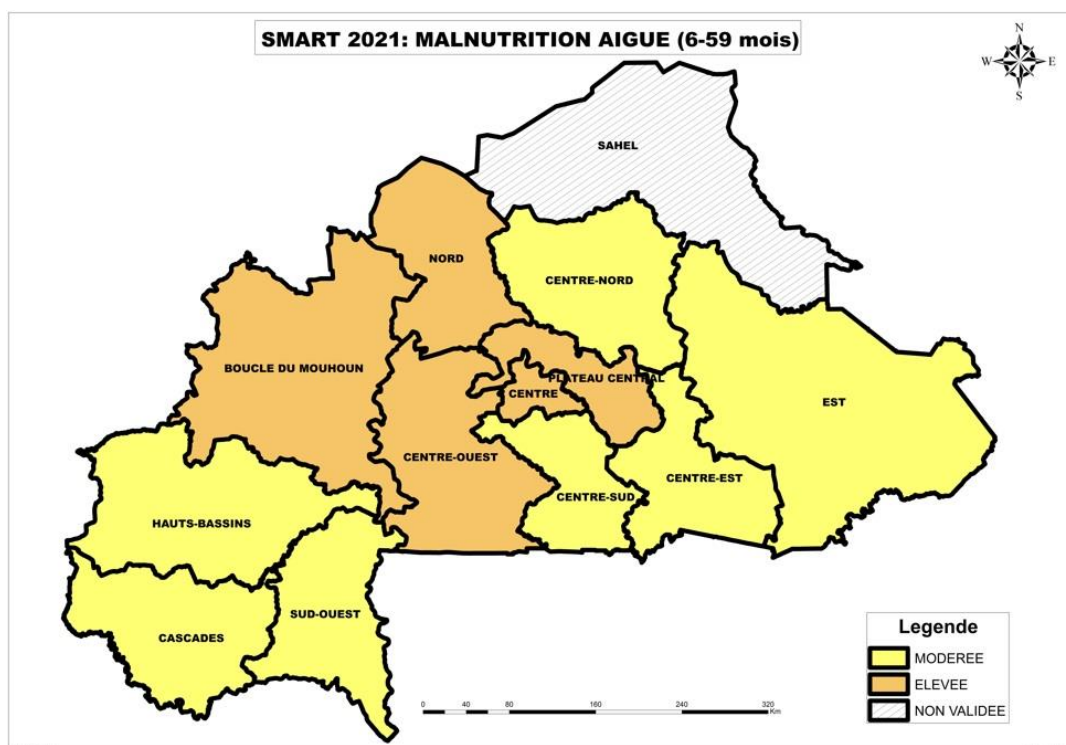 SMART 2021: MALNUTRITION AIGUE (6-59 mois)
N
W E
S
SAHEL
NORD
CENTRE-NORD
BOUCLE DU MOUHOUN
PLATEAU CENTRAL
CENTRE
EST
CENTRE-OUEST
CENTRE-EST
CENTRE-SUD
HAUTS-BASSINS
SUD-OUEST
CASCADES
Legende
MODEREE
ELEVEE
NON VALIDEE
0 40 80 160 240 320
Km